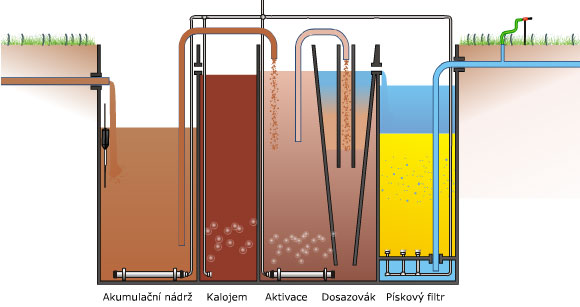 Akumulační nádrž Kalojem Aktivace Dosazovák Pískový filtr